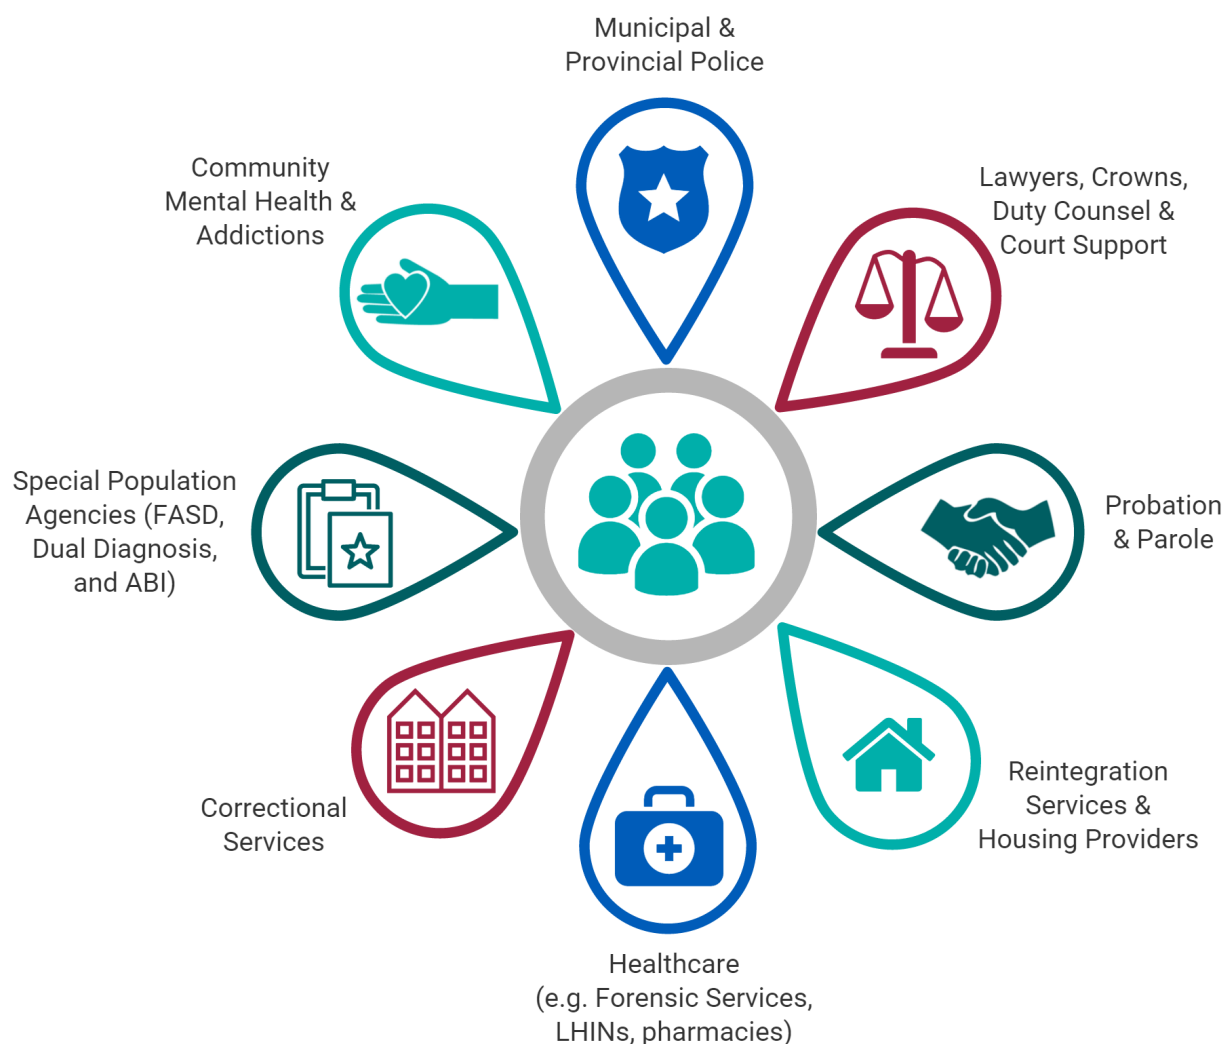 Municipal &
Provincial Police
Community
Mental Health &
Addictions
Lawyers, Crowns,
Duty Counsel &
Court Support
Special Population
Agencies (FASD,
Dual Diagnosis,
and ABI)
Probation
& Parole
Correctional
Services
Reintegration
Services &
Housing Providers
Healthcare
(e.g. Forensic Services,
LHINs, pharmacies)